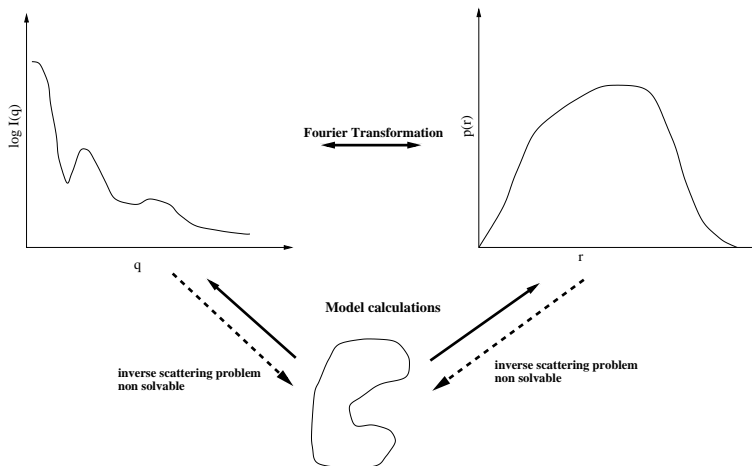 log I(q)
q
Fourier Transformation
p(r)
r
Model calculations
inverse scattering problem
non solvable
inverse scattering problem
non solvable